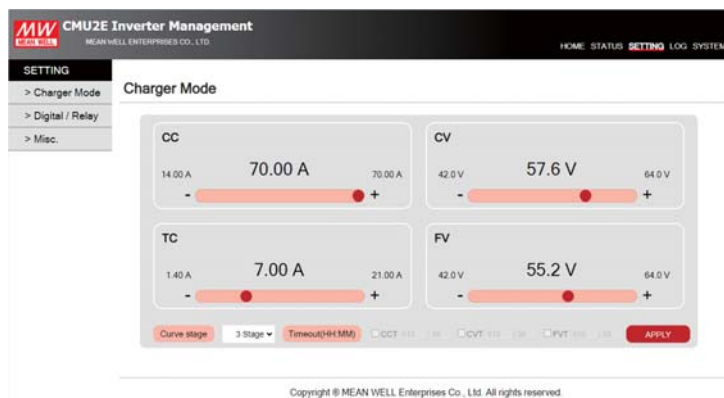 MW
MEAN WELL
CMU2E Inverter Management
MEAN WELL ENTERPRISES CO., LTD.
HOME STATUS SETTING LOG SYSTEM
SETTING
> Charger Mode
> Digital / Relay
> Misc.
Charger Mode
CC
14.00 A 70.00 A 70.00 A
- +
CV
42.0 V 57.6 V 64.0 V
- +
TC
1.40 A 7.00 A 21.00 A
- +
FV
42.0 V 55.2 V 64.0 V
- +
Curve stage 3 Stage Timeout(HH:MM) CCT CVT FVT APPLY
Copyright ® MEAN WELL Enterprises Co., Ltd. All rights reserved.